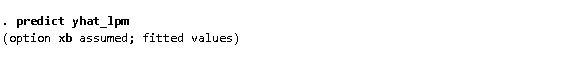 . predict yhat_lpm
(option xb assumed; fitted values)